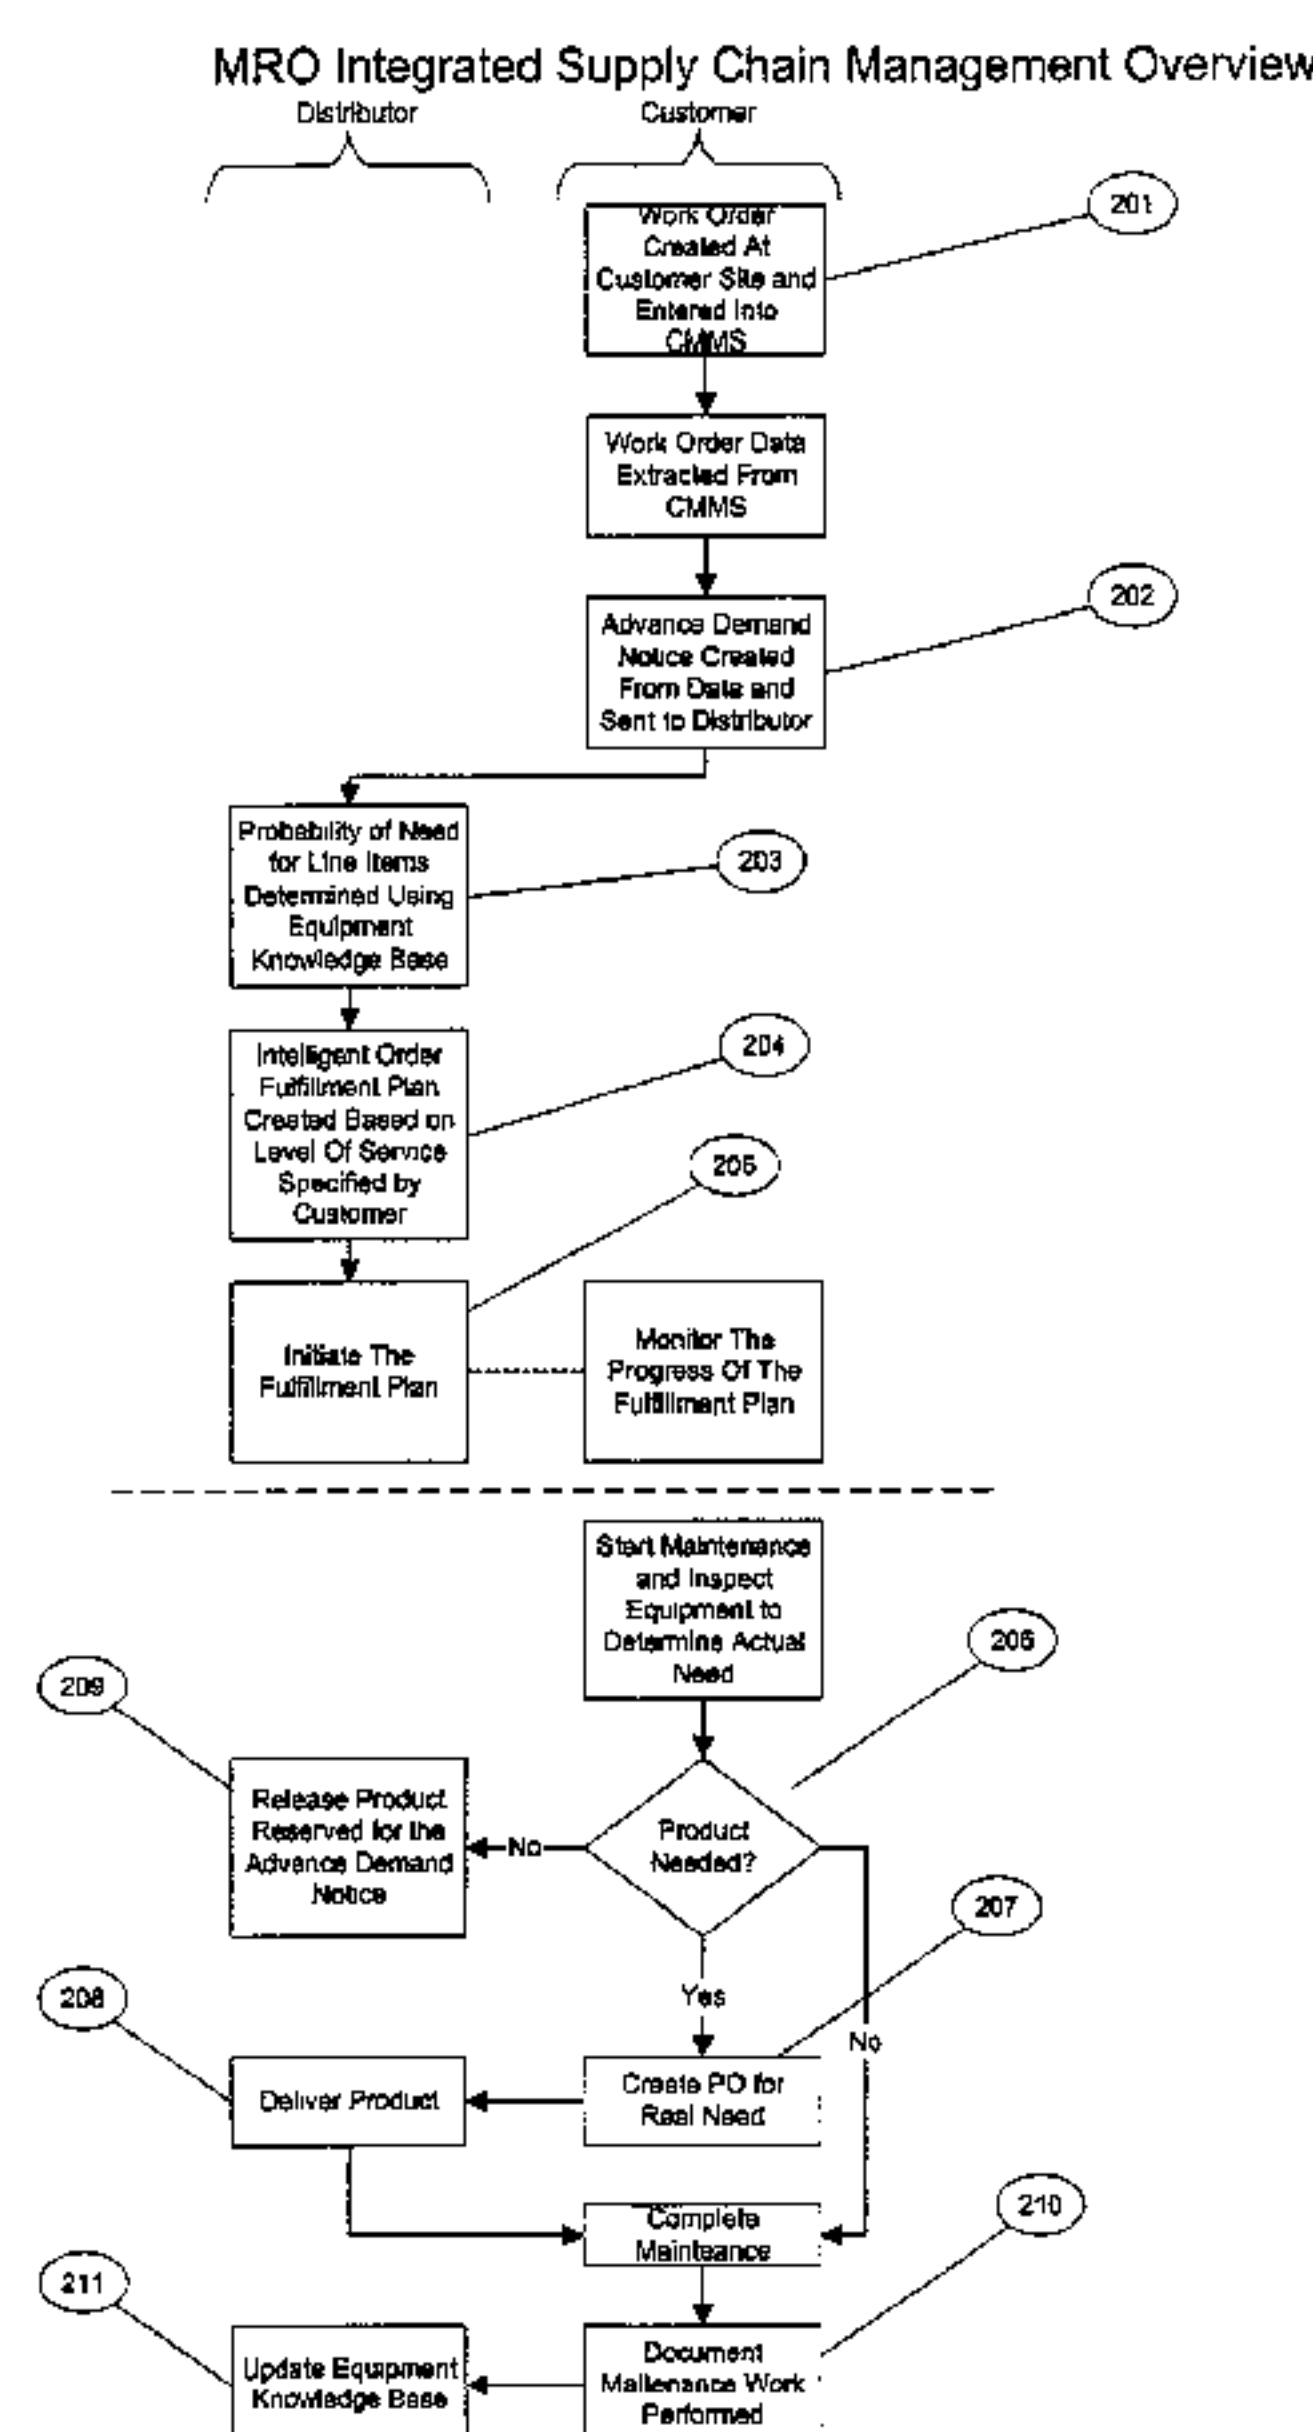 MRO Integrated Supply Chain Management Overview
Distributor
Customer
Work Order
Created At
Customer Site and
Entered Into
CMMS
201
Work Order Data
Extracted From
CMMS
Advance Demand
Notice Created
From Data and
Sent to Distributor
202
Probability of Need
for Line Items
Determined Using
Equipment
Knowledge Base
203
Intelligent Order
Fulfillment Plan
Created Based on
Level Of Service
Specified by
Customer
204
205
Initiate The
Fulfillment Plan
Monitor The
Progress Of The
Fulfillment Plan
Start Maintenance
and Inspect
Equipment to
Determine Actual
Need
206
209
Release Product
Reserved for the
Advance Demand
Notice
No
Product
Needed?
207
Yes
No
208
Deliver Product
Create PO for
Real Need
Complete
Mainteance
210
211
Update Equipment
Knowledge Base
Document
Maitenance Work
Performed